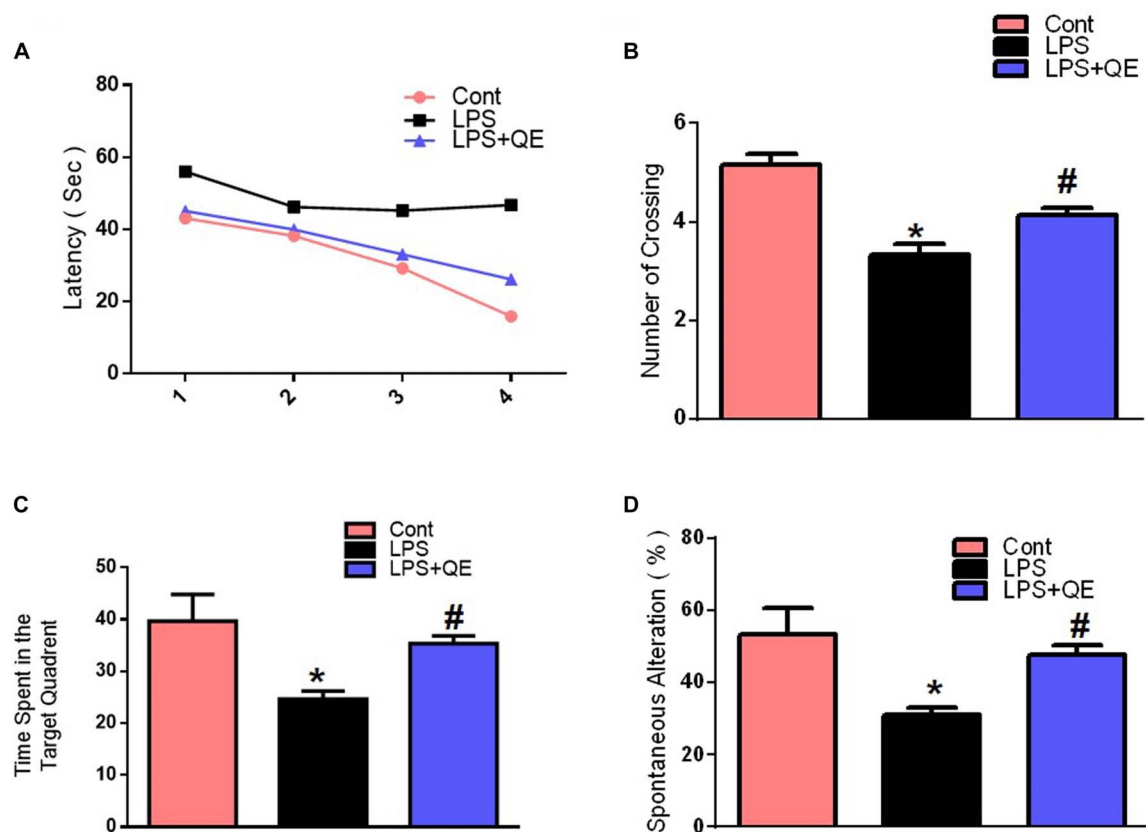 A
80
60
40
20
0
Latency ( Sec )
Cont
LPS
LPS+QE
1 2 3 4
B
Cont
LPS
LPS+QE
6
4
2
0
Number of Crossing
*
#
C
Cont
LPS
LPS+QE
50
40
30
20
10
0
Time Spent in the
Target Quadrent
*
#
D
Cont
LPS
LPS+QE
80
60
40
20
0
Spontaneous Alteration ( % )
*
#